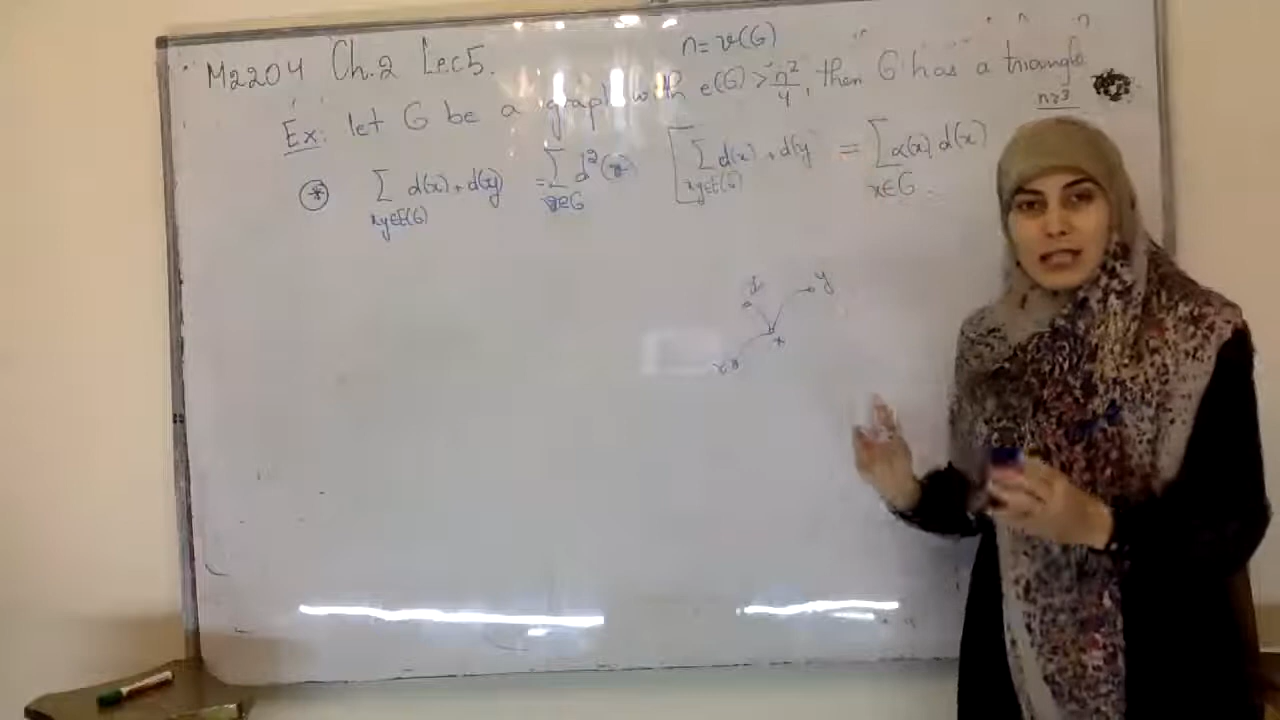 M2204 Ch.2 Lec5.
n = v(G)
Ex: let G be a graph with e(G) > n²/4, then G has a triangle
n≥3
(*) ∑ d(x)+d(y) = ∑ d²(x) [ ∑ d(x)+d(y) = ∑ α(x) d(x)
xy∈E(G) x∈G xy∈E(G) x∈G.
y
x